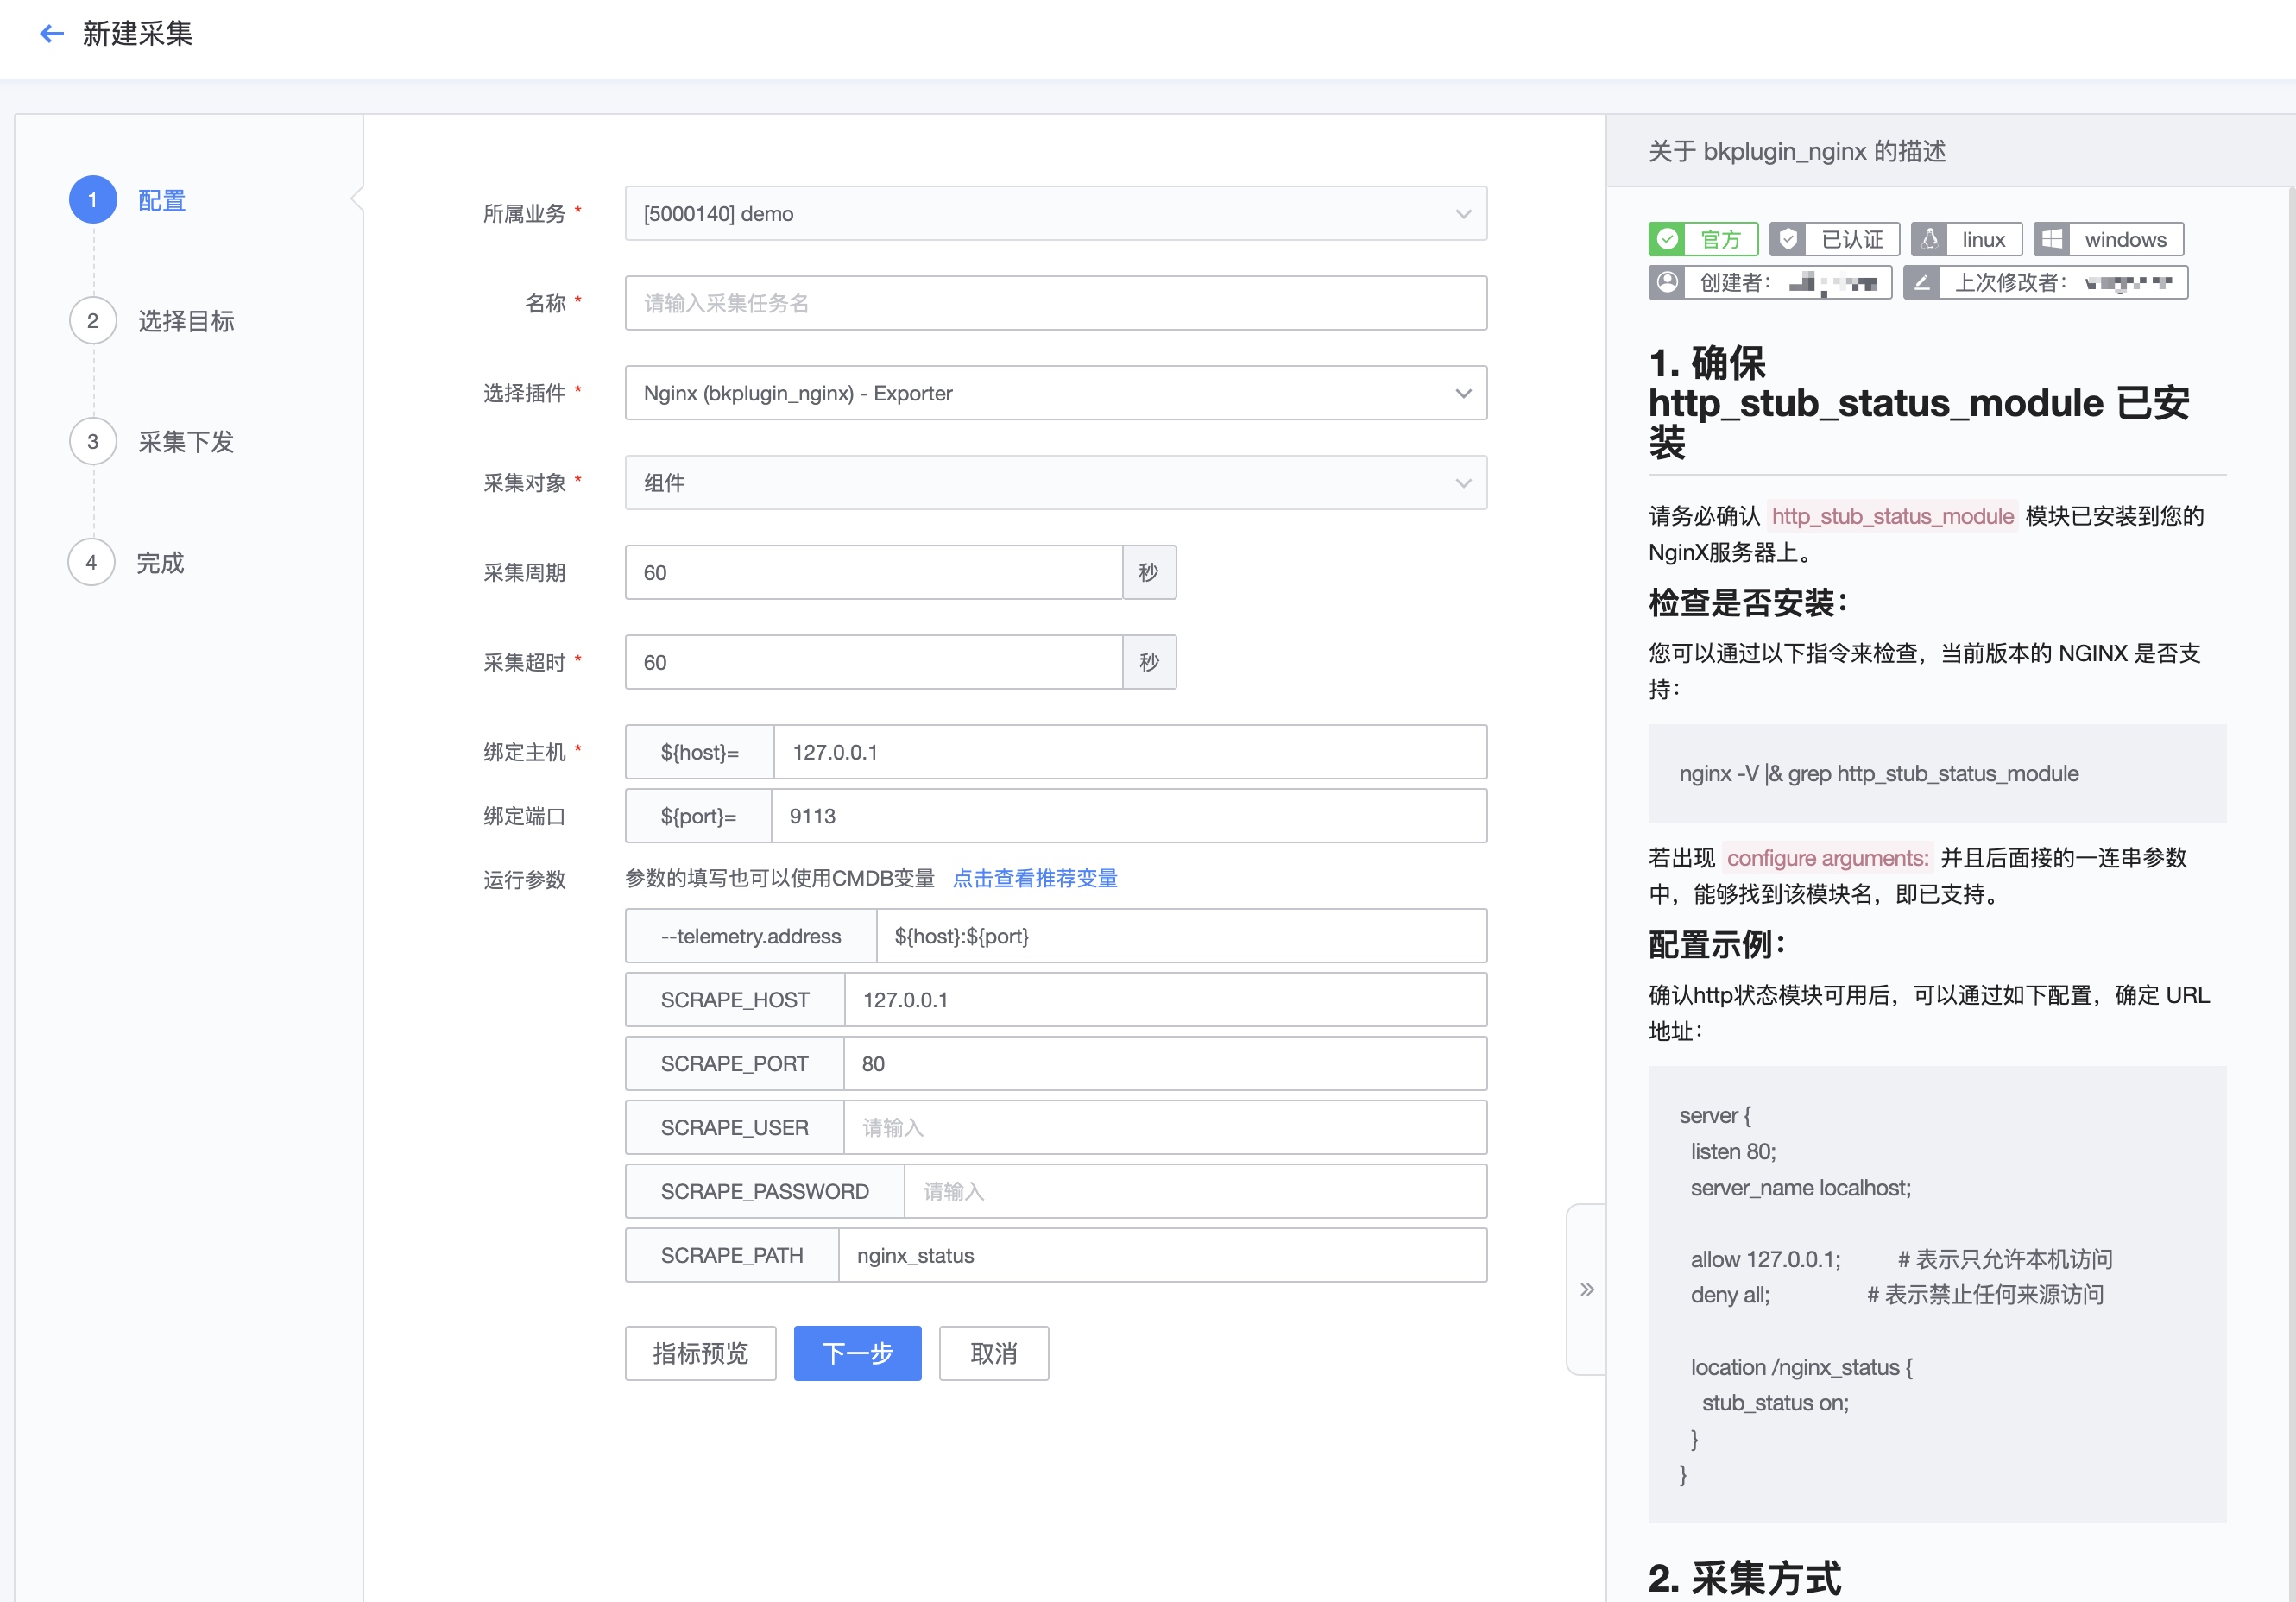 新建采集
1 配置
2 选择目标
3 采集下发
4 完成
所属业务 * [5000140] demo
名称 * 请输入采集任务名
选择插件 * Nginx (bkplugin_nginx) - Exporter
采集对象 * 组件
采集周期 60 秒
采集超时 * 60 秒
绑定主机 * ${host}= 127.0.0.1
绑定端口 ${port}= 9113
运行参数 参数的填写也可以使用CMDB变量 点击查看推荐变量
--telemetry.address ${host}:${port}
SCRAPE_HOST 127.0.0.1
SCRAPE_PORT 80
SCRAPE_USER 请输入
SCRAPE_PASSWORD 请输入
SCRAPE_PATH nginx_status
指标预览 下一步 取消
关于 bkplugin_nginx 的描述
官方 已认证 linux windows
创建者： 上次修改者：
1. 确保
http_stub_status_module 已安
装
请务必确认 http_stub_status_module 模块已安装到您的
NginX服务器上。
检查是否安装：
您可以通过以下指令来检查，当前版本的 NGINX 是否支
持：
nginx -V |& grep http_stub_status_module
若出现 configure arguments: 并且后面接的一连串参数
中，能够找到该模块名，即已支持。
配置示例：
确认http状态模块可用后，可以通过如下配置，确定 URL
地址：
server {
listen 80;
server_name localhost;
allow 127.0.0.1; # 表示只允许本机访问
deny all; # 表示禁止任何来源访问
location /nginx_status {
stub_status on;
}
}
2. 采集方式